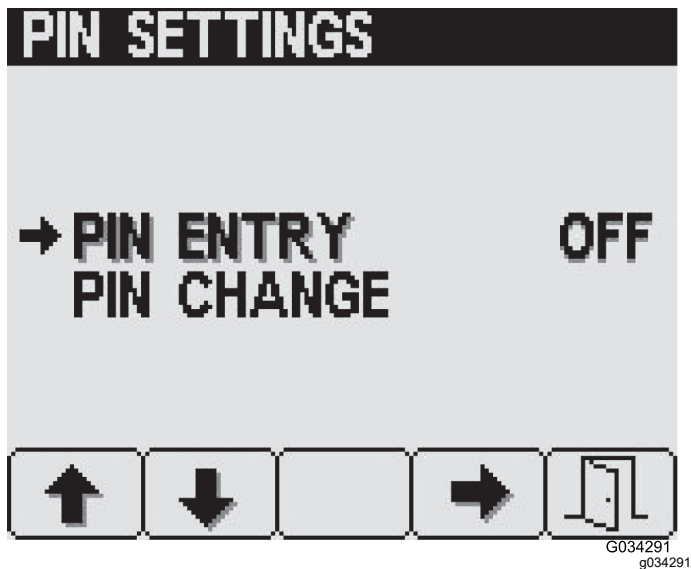 PIN SETTINGS
PIN ENTRY OFF
PIN CHANGE
G034291
g034291